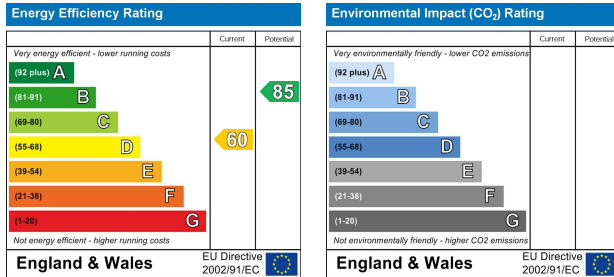 Energy Efficiency Rating
Current Potential
Very energy efficient - lower running costs
(92 plus) A
(81-91) B
(69-80) C
(55-68) D
(39-54) E
(21-38) F
(1-20) G
85
60
Not energy efficient - higher running costs
England & Wales
EU Directive
2002/91/EC
Environmental Impact (CO₂) Rating
Current Potential
Very environmentally friendly - lower CO2 emissions
(92 plus) A
(81-91) B
(69-80) C
(55-68) D
(39-54) E
(21-38) F
(1-20) G
Not environmentally friendly - higher CO2 emissions
England & Wales
EU Directive
2002/91/EC